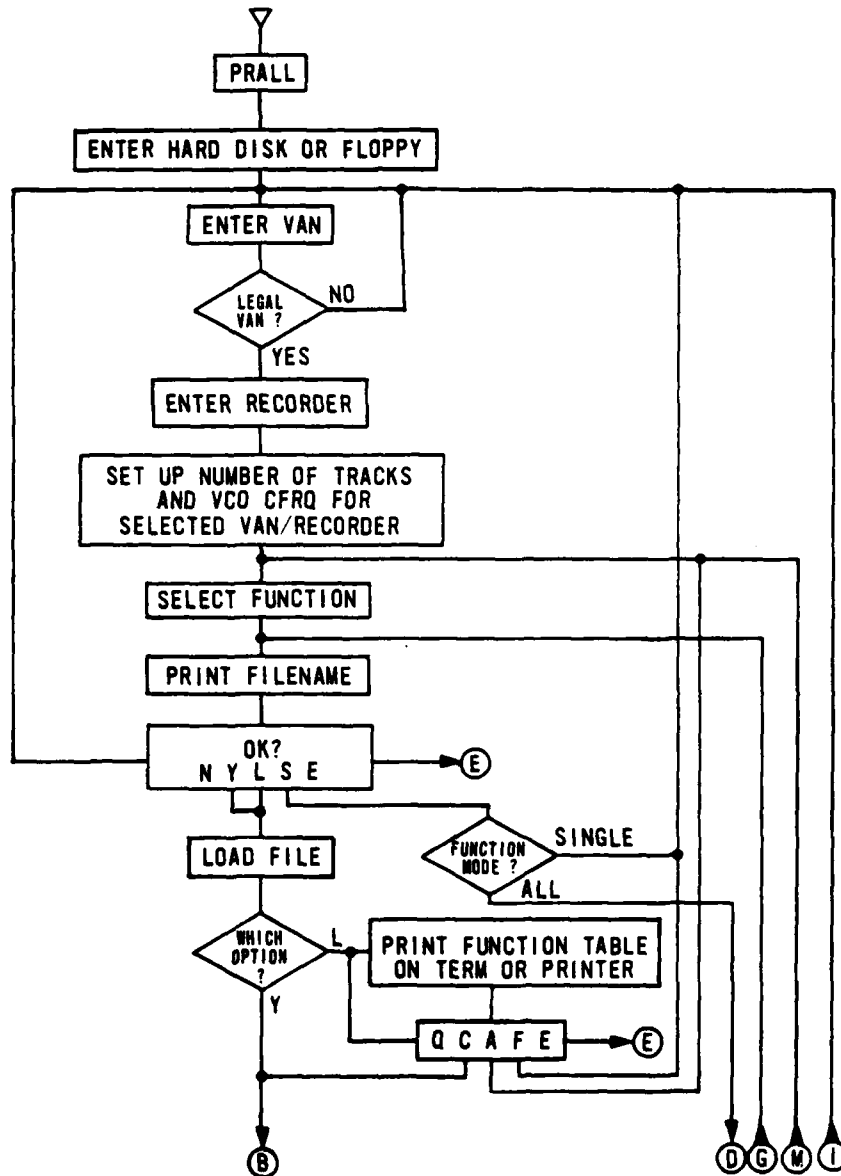 PRALL
ENTER HARD DISK OR FLOPPY
ENTER VAN
LEGAL
VAN ?
NO
YES
ENTER RECORDER
SET UP NUMBER OF TRACKS
AND VCO CFRQ FOR
SELECTED VAN/RECORDER
SELECT FUNCTION
PRINT FILENAME
OK?
N Y L S E
E
LOAD FILE
FUNCTION
MODE ?
SINGLE
ALL
WHICH
OPTION
?
L
Y
PRINT FUNCTION TABLE
ON TERM OR PRINTER
Q C A F E
E
B
D
G
M
I